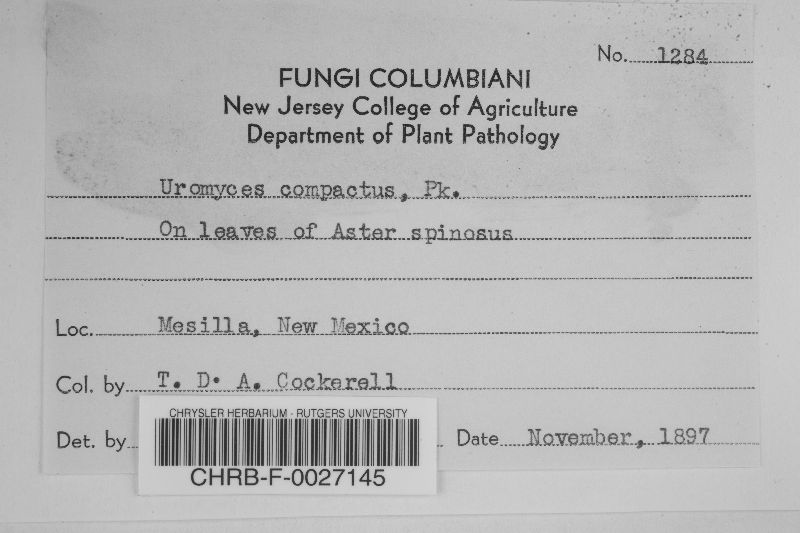 No. 1284
FUNGI COLUMBIANI
New Jersey College of Agriculture
Department of Plant Pathology
Uromyces compactus, Pk.
On leaves of Aster spinosus
Loc. Mesilla, New Mexico
Col. by T. D. A. Cockerell
Det. by Date November, 1897
CHRYSLER HERBARIUM - RUTGERS UNIVERSITY
CHRB-F-0027145